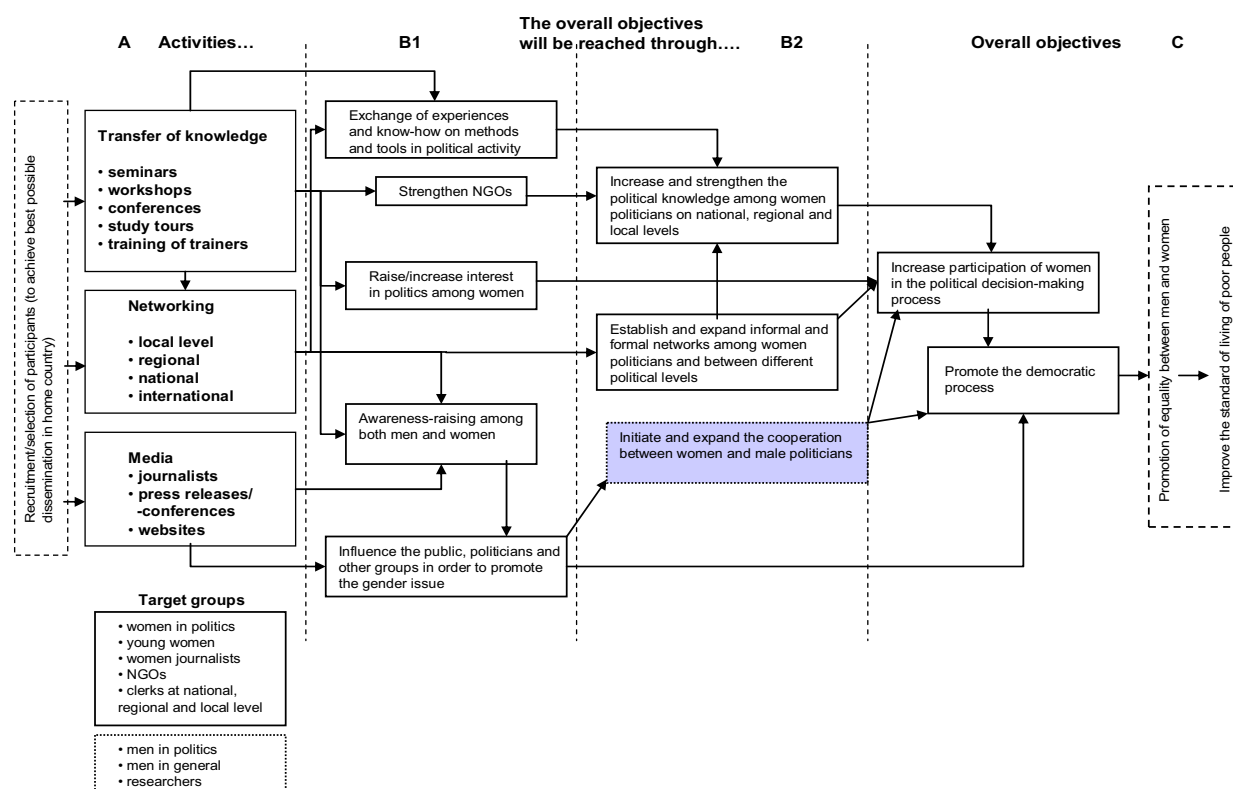 The overall objectives
will be reached through….
A Activities…
B1
B2
Overall objectives C
Recruitment/selection of participants (to achieve best possible
dissemination in home country)
Transfer of knowledge
• seminars
• workshops
• conferences
• study tours
• training of trainers
Networking
• local level
• regional
• national
• international
Media
• journalists
• press releases/
-conferences
• websites
Target groups
• women in politics
• young women
• women journalists
• NGOs
• clerks at national,
regional and local level
• men in politics
• men in general
• researchers
Exchange of experiences
and know-how on methods
and tools in political activity
Strengthen NGOs
Raise/increase interest
in politics among women
Awareness-raising among
both men and women
Influence the public, politicians and
other groups in order to promote
the gender issue
Increase and strengthen the
political knowledge among women
politicians on national, regional and
local levels
Establish and expand informal and
formal networks among women
politicians and between different
political levels
Initiate and expand the cooperation
between women and male politicians
Increase participation of women
in the political decision-making
process
Promote the democratic
process
Promotion of equality between men and women
Improve the standard of living of poor people